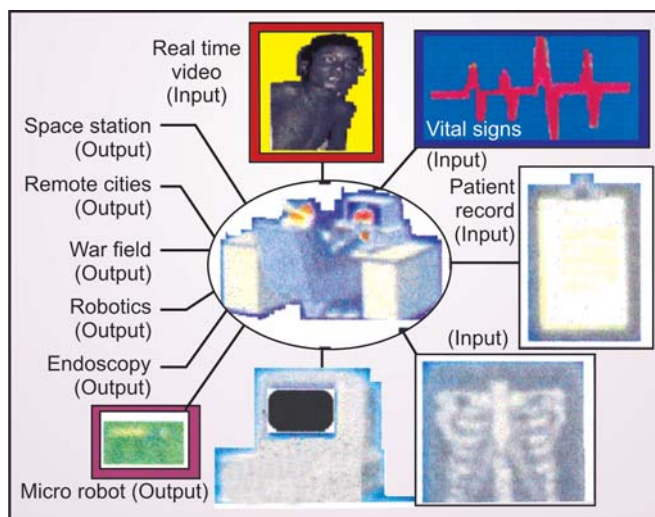 Real time
video
(Input)
Vital signs
(Input)
Space station
(Output)
Remote cities
(Output)
War field
(Output)
Robotics
(Output)
Endoscopy
(Output)
Patient
record
(Input)
(Input)
Micro robot (Output)